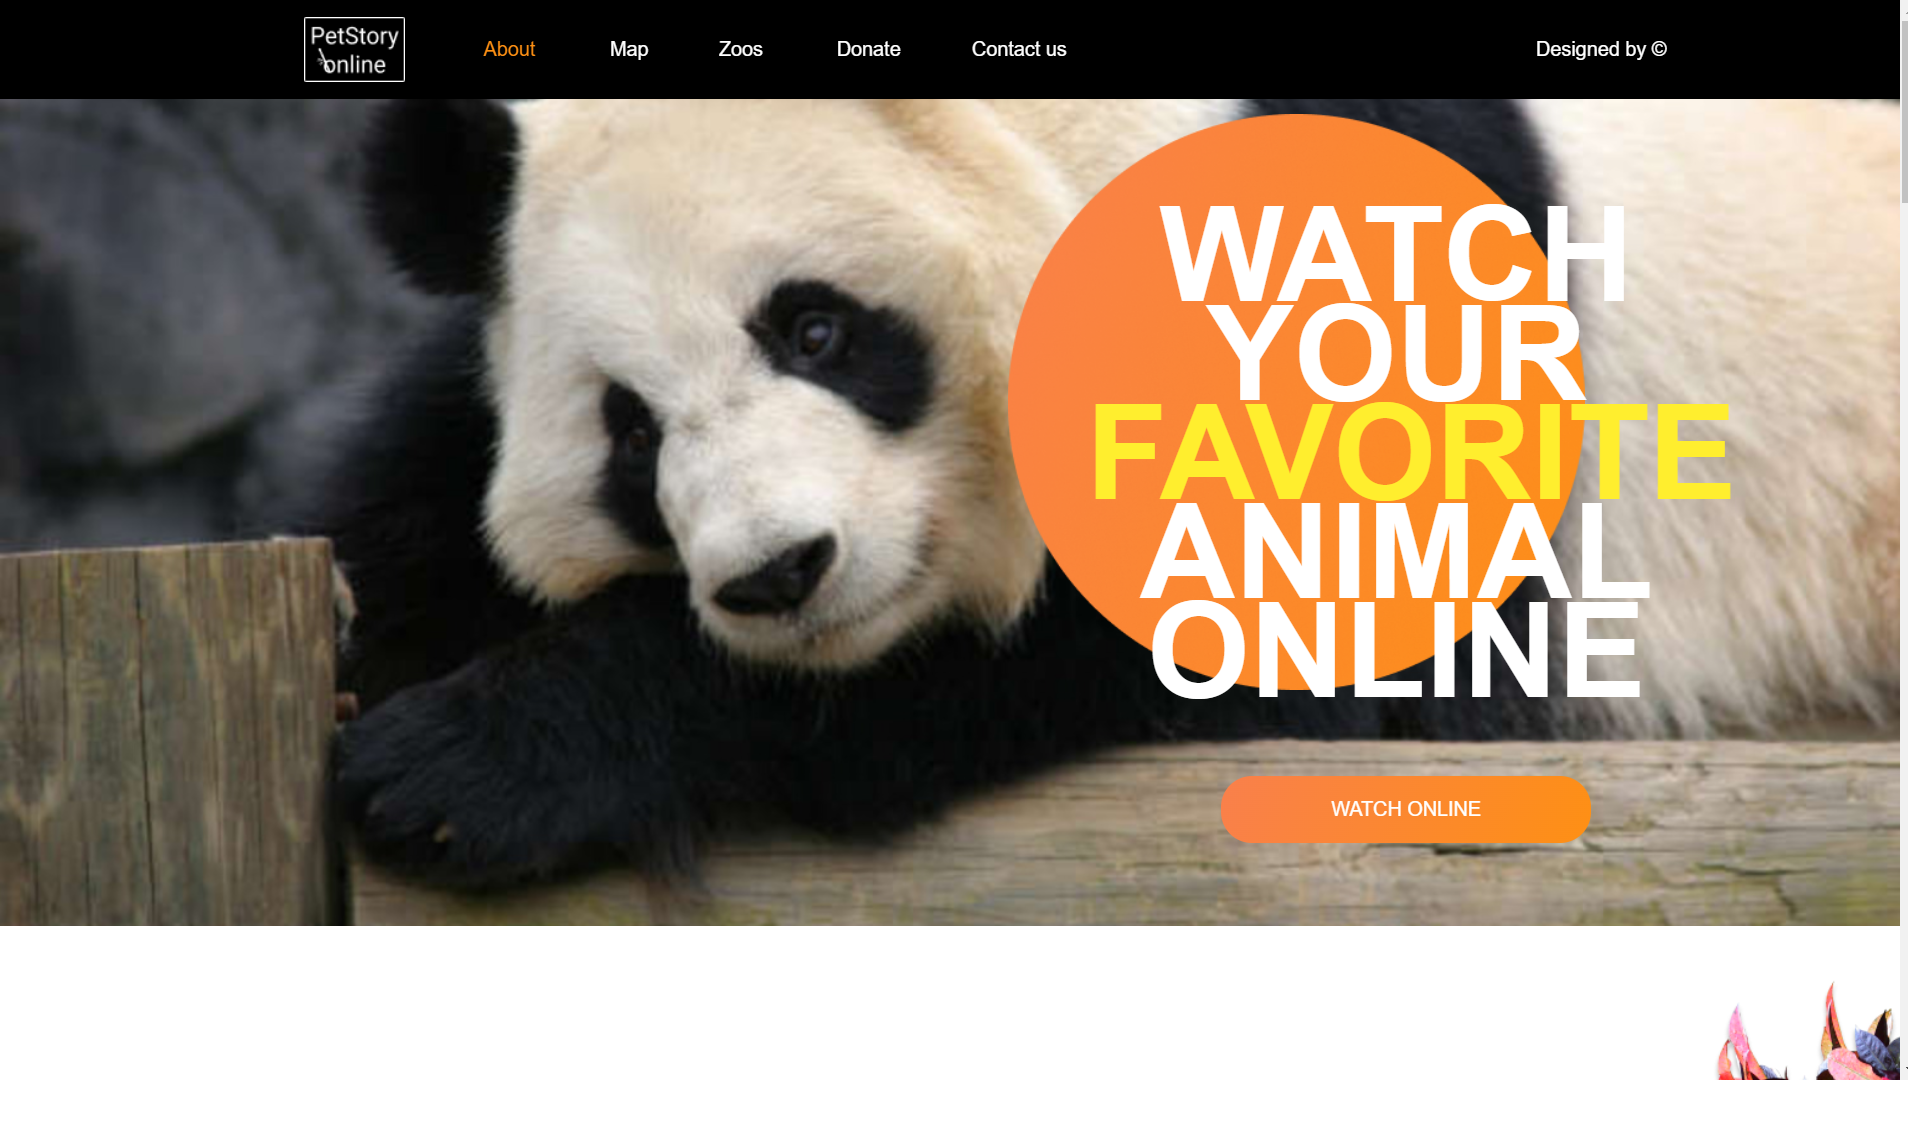 PetStory
online
About
Map
Zoos
Donate
Contact us
Designed by ©
WATCH
YOUR
FAVORITE
ANIMAL
ONLINE
WATCH ONLINE